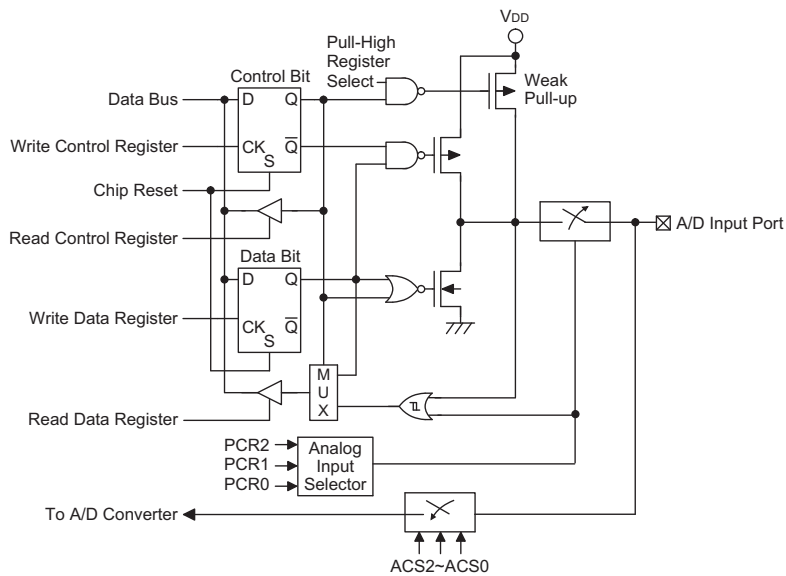 VDD
Pull-High
Register
Select
Control Bit
Weak
Pull-up
Data Bus
D
Q
Write Control Register
CK
Q̅
S
Chip Reset
A/D Input Port
Read Control Register
Data Bit
D
Q
Write Data Register
CK
Q̅
S
M
U
X
Read Data Register
PCR2
PCR1
PCR0
Analog
Input
Selector
To A/D Converter
ACS2~ACS0